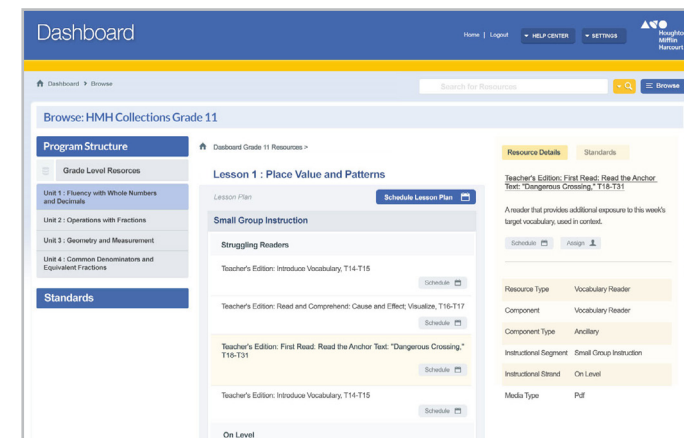 Dashboard
Home | Logout
HELP CENTER
SETTINGS
Houghto
Mifflin
Harcourt
Dashboard > Browse
Search for Resources
Browse
Browse: HMH Collections Grade 11
Program Structure
Grade Level Resorces
Unit 1 : Fluency with Whole Numbers
and Decimals
Unit 2 : Operations with Fractions
Unit 3 : Geometry and Measurement
Unit 4 : Common Denominators and
Equivalent Fractions
Standards
Dasboard Grade 11 Resources >
Lesson 1 : Place Value and Patterns
Lesson Plan
Schedule Lesson Plan
Small Group Instruction
Struggling Readers
Teacher's Edition: Introduce Vocabulary, T14-T15
Schedule
Teacher's Edition: Read and Comprehend: Cause and Effect; Visualize, T16-T17
Schedule
Teacher's Edition: First Read: Read the Anchor Text: "Dangerous Crossing,"
T18-T31
Schedule
Teacher's Edition: Introduce Vocabulary, T14-T15
Schedule
On Level
Resource Details
Standards
Teacher's Edition: First Read: Read the Anchor
Text: "Dangerous Crossing," T18-T31
A reader that provides additional exposure to this week's
target vocabulary, used in context.
Schedule
Assign
Resource Type Vocabulary Reader
Component Vocabulary Reader
Component Type Ancillary
Instructional Segment Small Group Instruction
Instructional Strand On Level
Media Type Pdf